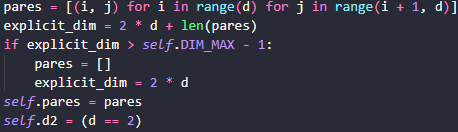 pares = [(i, j) for i in range(d) for j in range(i + 1, d)]
explicit_dim = 2 * d + len(pares)
if explicit_dim > self.DIM_MAX - 1:
    pares = []
    explicit_dim = 2 * d
self.pares = pares
self.d2 = (d == 2)